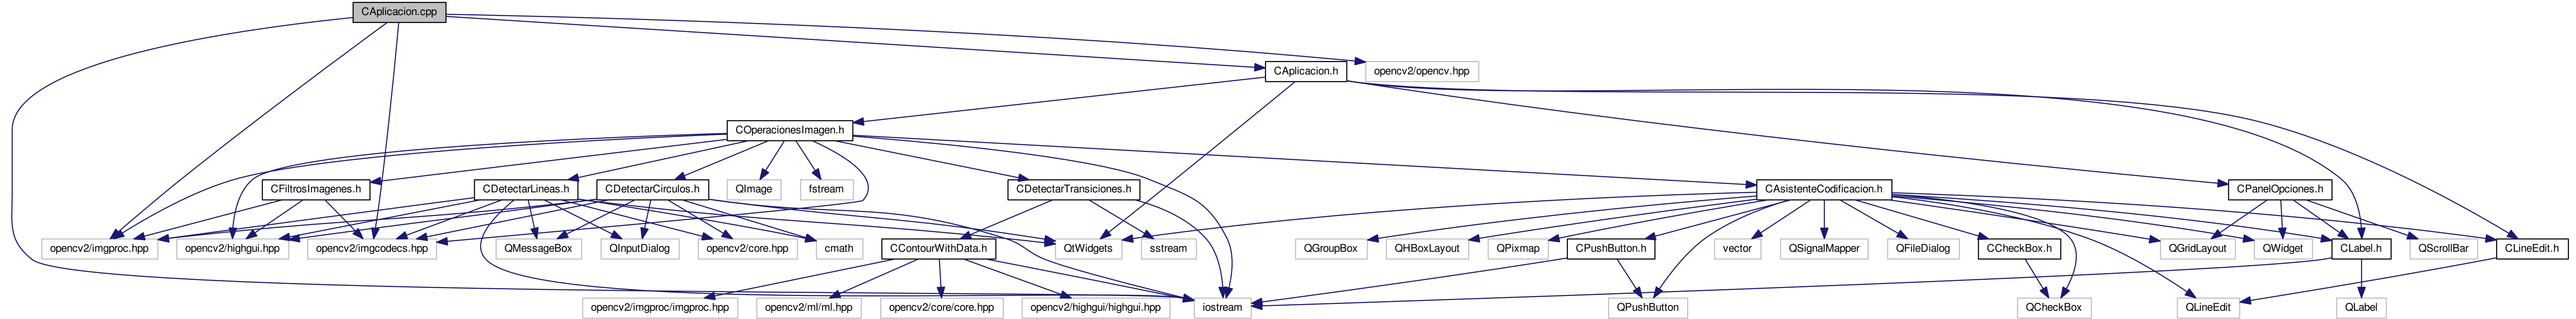 CAplicacion.cpp
CAplicacion.h
opencv2/opencv.hpp
COperacionesImagen.h
CFiltrosImagenes.h
CDetectarLineas.h
CDetectarCirculos.h
QImage
fstream
CDetectarTransiciones.h
CAsistenteCodificacion.h
CPanelOpciones.h
opencv2/imgproc.hpp
opencv2/highgui.hpp
opencv2/imgcodecs.hpp
QMessageBox
QInputDialog
opencv2/core.hpp
cmath
CContourWithData.h
QtWidgets
sstream
QGroupBox
QHBoxLayout
QPixmap
CPushButton.h
vector
QSignalMapper
QFileDialog
CCheckBox.h
QGridLayout
QWidget
CLabel.h
QScrollBar
CLineEdit.h
opencv2/imgproc/imgproc.hpp
opencv2/ml/ml.hpp
opencv2/core/core.hpp
opencv2/highgui/highgui.hpp
iostream
QPushButton
QCheckBox
QLineEdit
QLabel